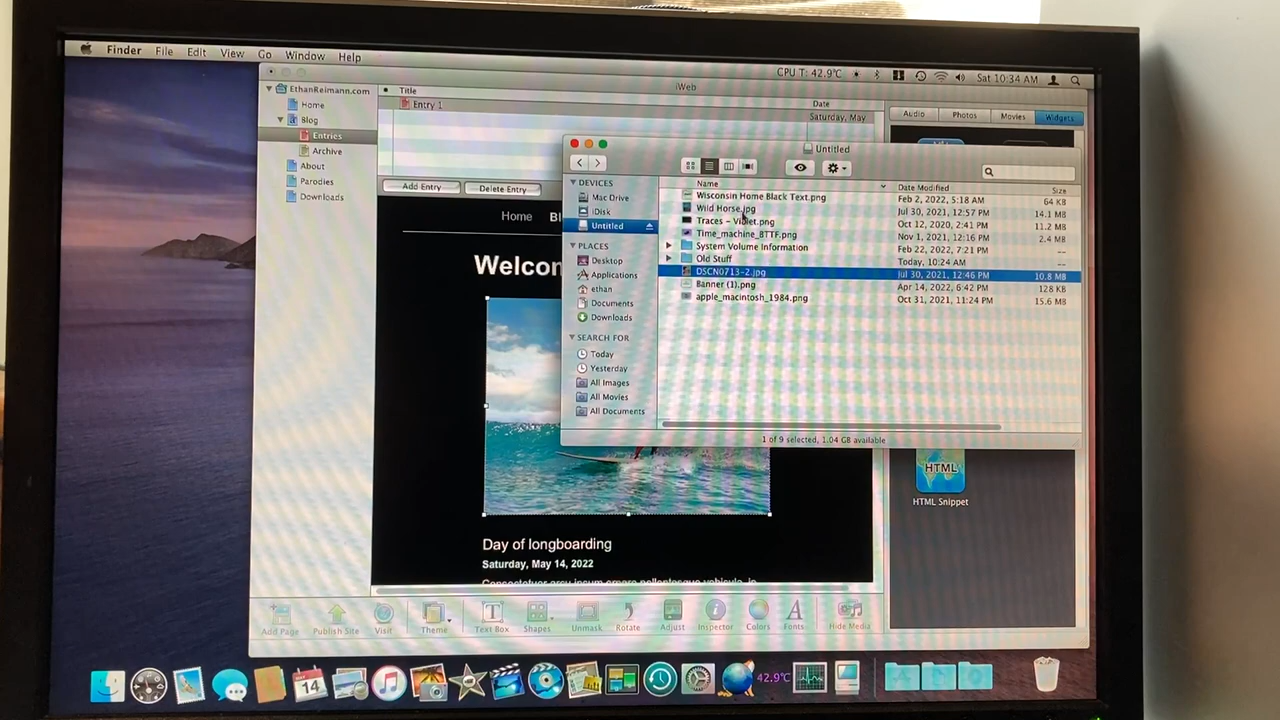 Finder File Edit View Go Window Help
CPU T: 42.9°C
Sat 10:34 AM
iWeb
EthanReimann.com
Home
Blog
Entries
Archive
About
Parodies
Downloads
Title
Date
Entry 1
Saturday, May
Add Entry
Delete Entry
Audio
Photos
Movies
Widgets
Home
Bl
Welcom
Untitled
DEVICES
Mac Drive
iDisk
Untitled
PLACES
Desktop
Applications
ethan
Documents
Downloads
SEARCH FOR
Today
Yesterday
All Images
All Movies
All Documents
Name
Date Modified
Size
Wisconsin Home Black Text.png
Feb 2, 2022, 5:18 AM
64 KB
Wild Horse.jpg
Jul 30, 2021, 12:57 PM
14.1 MB
Traces - Violet.png
Oct 12, 2020, 2:41 PM
11.2 MB
Time_machine_BTTF.png
Nov 1, 2021, 12:16 PM
2.4 MB
System Volume Information
Feb 22, 2022, 7:21 PM
--
Old Stuff
Today, 10:24 AM
--
DSCN0713-2.jpg
Jul 30, 2021, 12:46 PM
10.8 MB
Banner (1).png
Apr 14, 2022, 6:42 PM
128 KB
apple_macintosh_1984.png
Oct 31, 2021, 11:24 PM
15.6 MB
1 of 9 selected, 1.04 GB available
HTML
HTML Snippet
Day of longboarding
Saturday, May 14, 2022
Add Page
Publish Site
Visit
Theme
Text Box
Shapes
Unmask
Rotate
Adjust
Inspector
Colors
Fonts
Hide Media
MAY
14
42.9°C